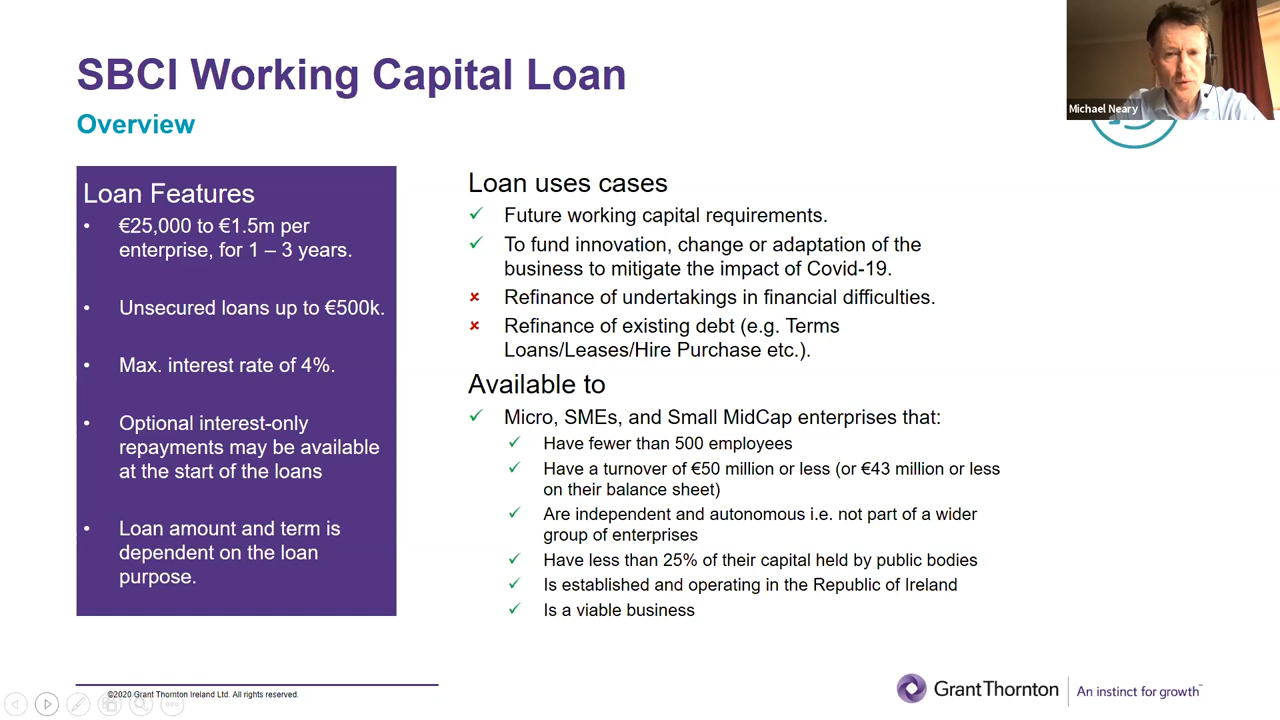 SBCI Working Capital Loan
Overview
Michael Neary
Loan Features
• €25,000 to €1.5m per
enterprise, for 1 – 3 years.
• Unsecured loans up to €500k.
• Max. interest rate of 4%.
• Optional interest-only
repayments may be available
at the start of the loans
• Loan amount and term is
dependent on the loan
purpose.
Loan uses cases
✓ Future working capital requirements.
✓ To fund innovation, change or adaptation of the
business to mitigate the impact of Covid-19.
✗ Refinance of undertakings in financial difficulties.
✗ Refinance of existing debt (e.g. Terms
Loans/Leases/Hire Purchase etc.).
Available to
✓ Micro, SMEs, and Small MidCap enterprises that:
✓ Have fewer than 500 employees
✓ Have a turnover of €50 million or less (or €43 million or less
on their balance sheet)
✓ Are independent and autonomous i.e. not part of a wider
group of enterprises
✓ Have less than 25% of their capital held by public bodies
✓ Is established and operating in the Republic of Ireland
✓ Is a viable business
©2020 Grant Thornton Ireland Ltd. All rights reserved.
Grant Thornton
An instinct for growth™